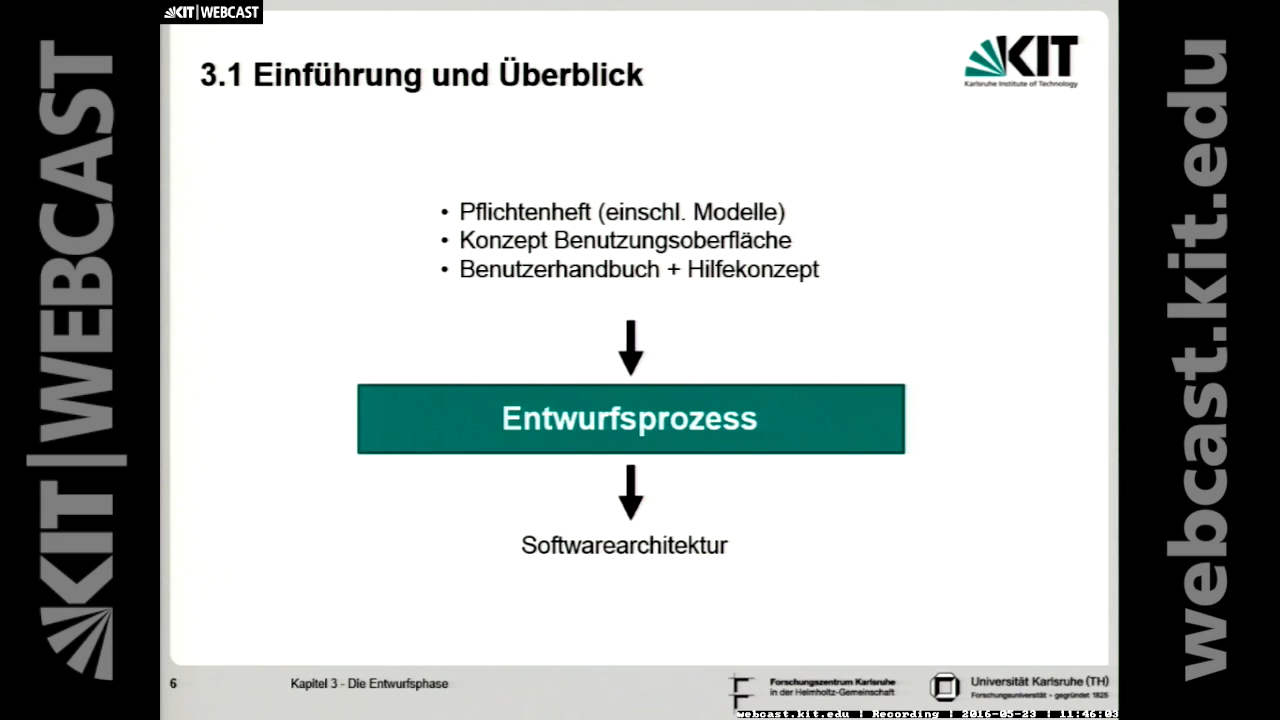 KIT|WEBCAST
KIT|WEBCAST
webcast.kit.edu
3.1 Einführung und Überblick
KIT
Karlsruhe Institute of Technology
• Pflichtenheft (einschl. Modelle)
• Konzept Benutzungsoberfläche
• Benutzerhandbuch + Hilfekonzept
Entwurfsprozess
Softwarearchitektur
6
Kapitel 3 - Die Entwurfsphase
Forschungszentrum Karlsruhe
in der Helmholtz-Gemeinschaft
Universität Karlsruhe (TH)
Forschungsuniversität • gegründet 1825
webcast.kit.edu | Recording | 2016-05-23 | 11:46:03